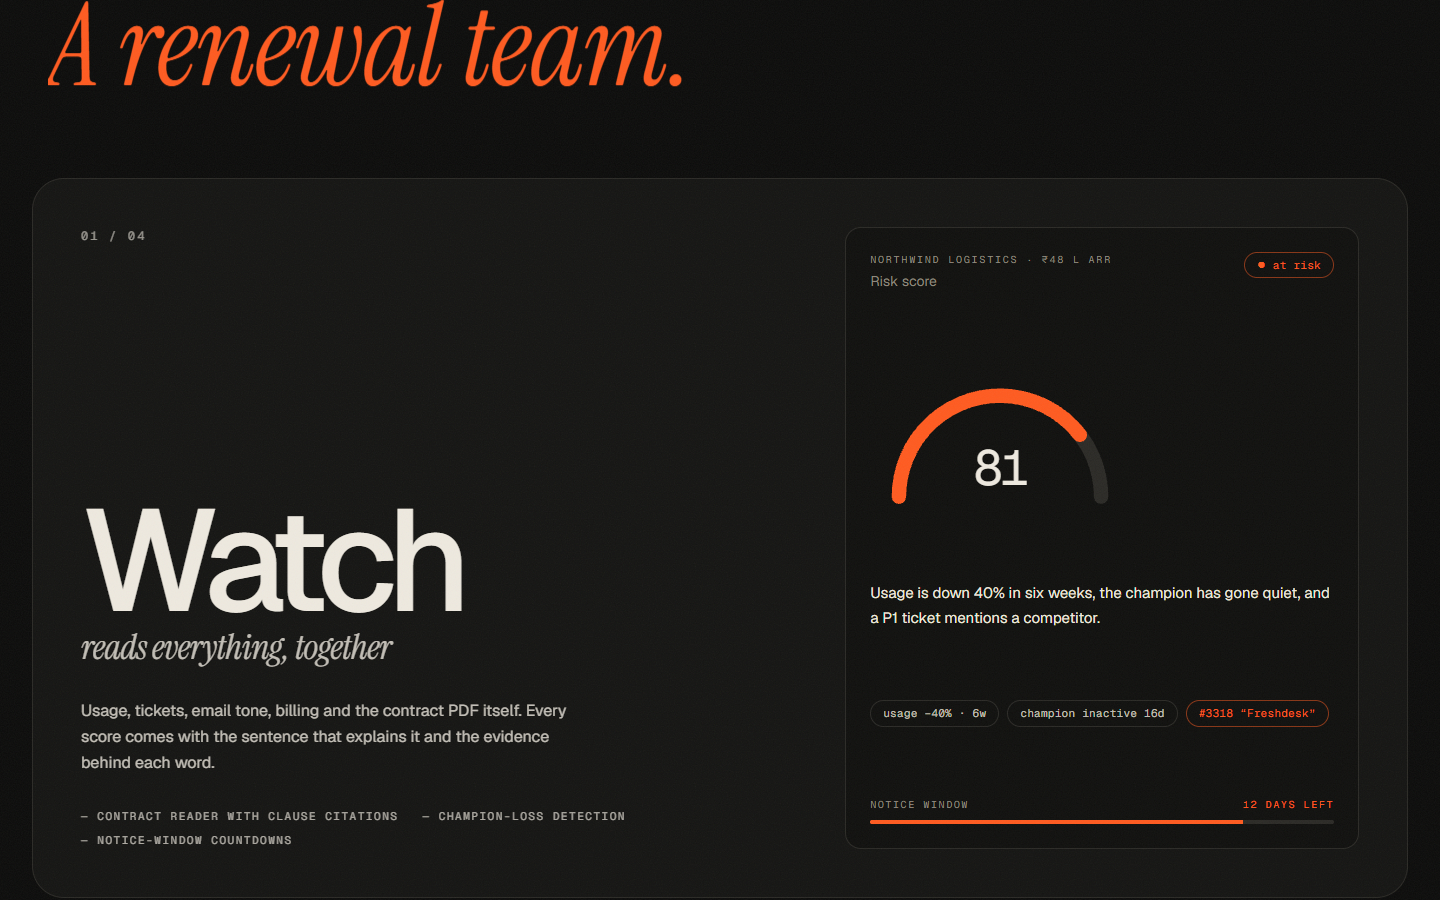 A renewal team.
01 / 04
Watch
reads everything, together
Usage, tickets, email tone, billing and the contract PDF itself. Every
score comes with the sentence that explains it and the evidence
behind each word.
— CONTRACT READER WITH CLAUSE CITATIONS — CHAMPION-LOSS DETECTION
— NOTICE-WINDOW COUNTDOWNS
NORTHWIND LOGISTICS · ₹48 L ARR
at risk
Risk score
81
Usage is down 40% in six weeks, the champion has gone quiet, and
a P1 ticket mentions a competitor.
usage −40% · 6w
champion inactive 16d
#3318 “Freshdesk”
NOTICE WINDOW
12 DAYS LEFT